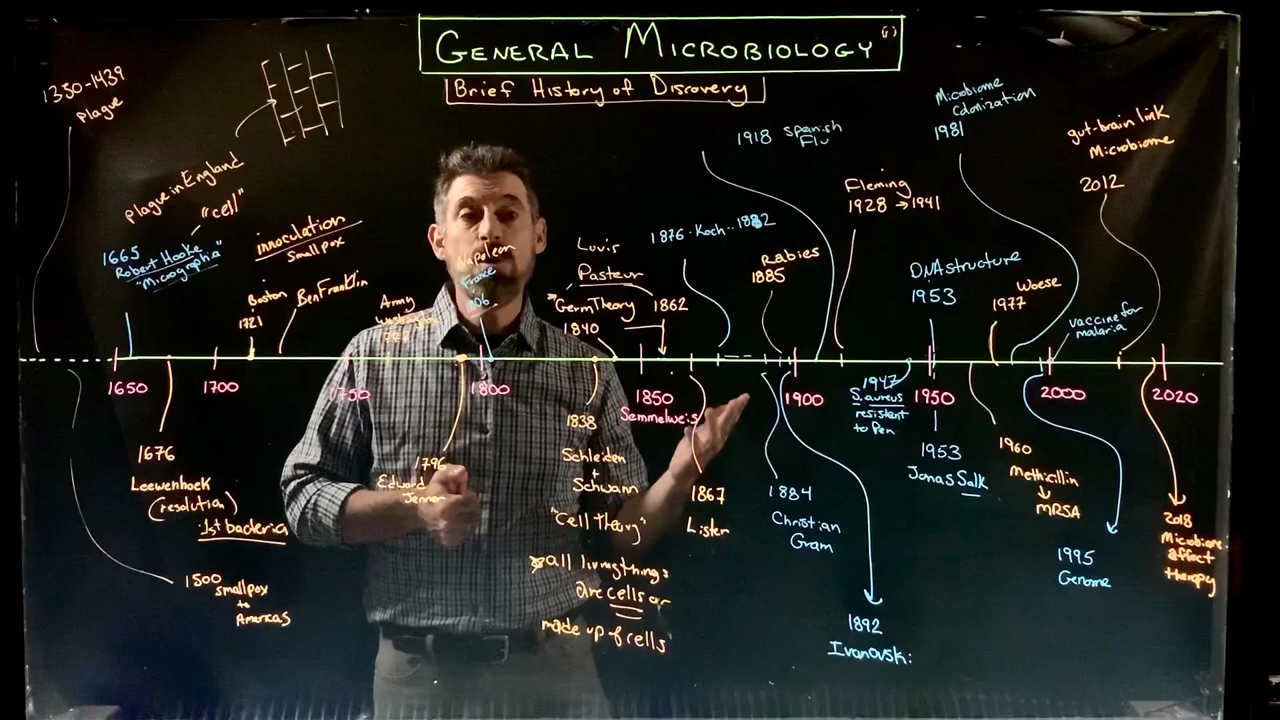 GENERAL MICROBIOLOGY (1)
Brief History of Discovery
1350-1439
plague
plague in England
"cell"
1665
Robert Hooke
"Micrographia"
inoculation
Smallpox
Boston
1721
Ben Franklin
Army
Washington
Napolean
France
Louis
Pasteur
"Germ Theory
1840
1862
1876 - Koch - 1882
Rabies
1885
1918 Spanish
Flu
Fleming
1928 → 1941
Microbiome
Colonization
1981
DNA structure
1953
Woese
1977
vaccine for
malaria
gut-brain link
Microbiome
2012
1650
1700
1750
1800
1850
1900
1950
2000
2020
Semmelweis
1676
Leewenhoek
(resolution)
1st bacteria
1500
smallpox
to
Americas
1796
Edward
Jenner
1838
Schleiden
+
Schwann
"Cell Theory"
*all living things
are cells or
made up of cells
1867
Lister
1884
Christian
Gram
1892
Ivanovski
1947
S. aureus
resistent
to Pen
1953
Jonas Salk
1960
Methicillin
↓
MRSA
1995
Genome
2018
Microbiome
affect
therapy